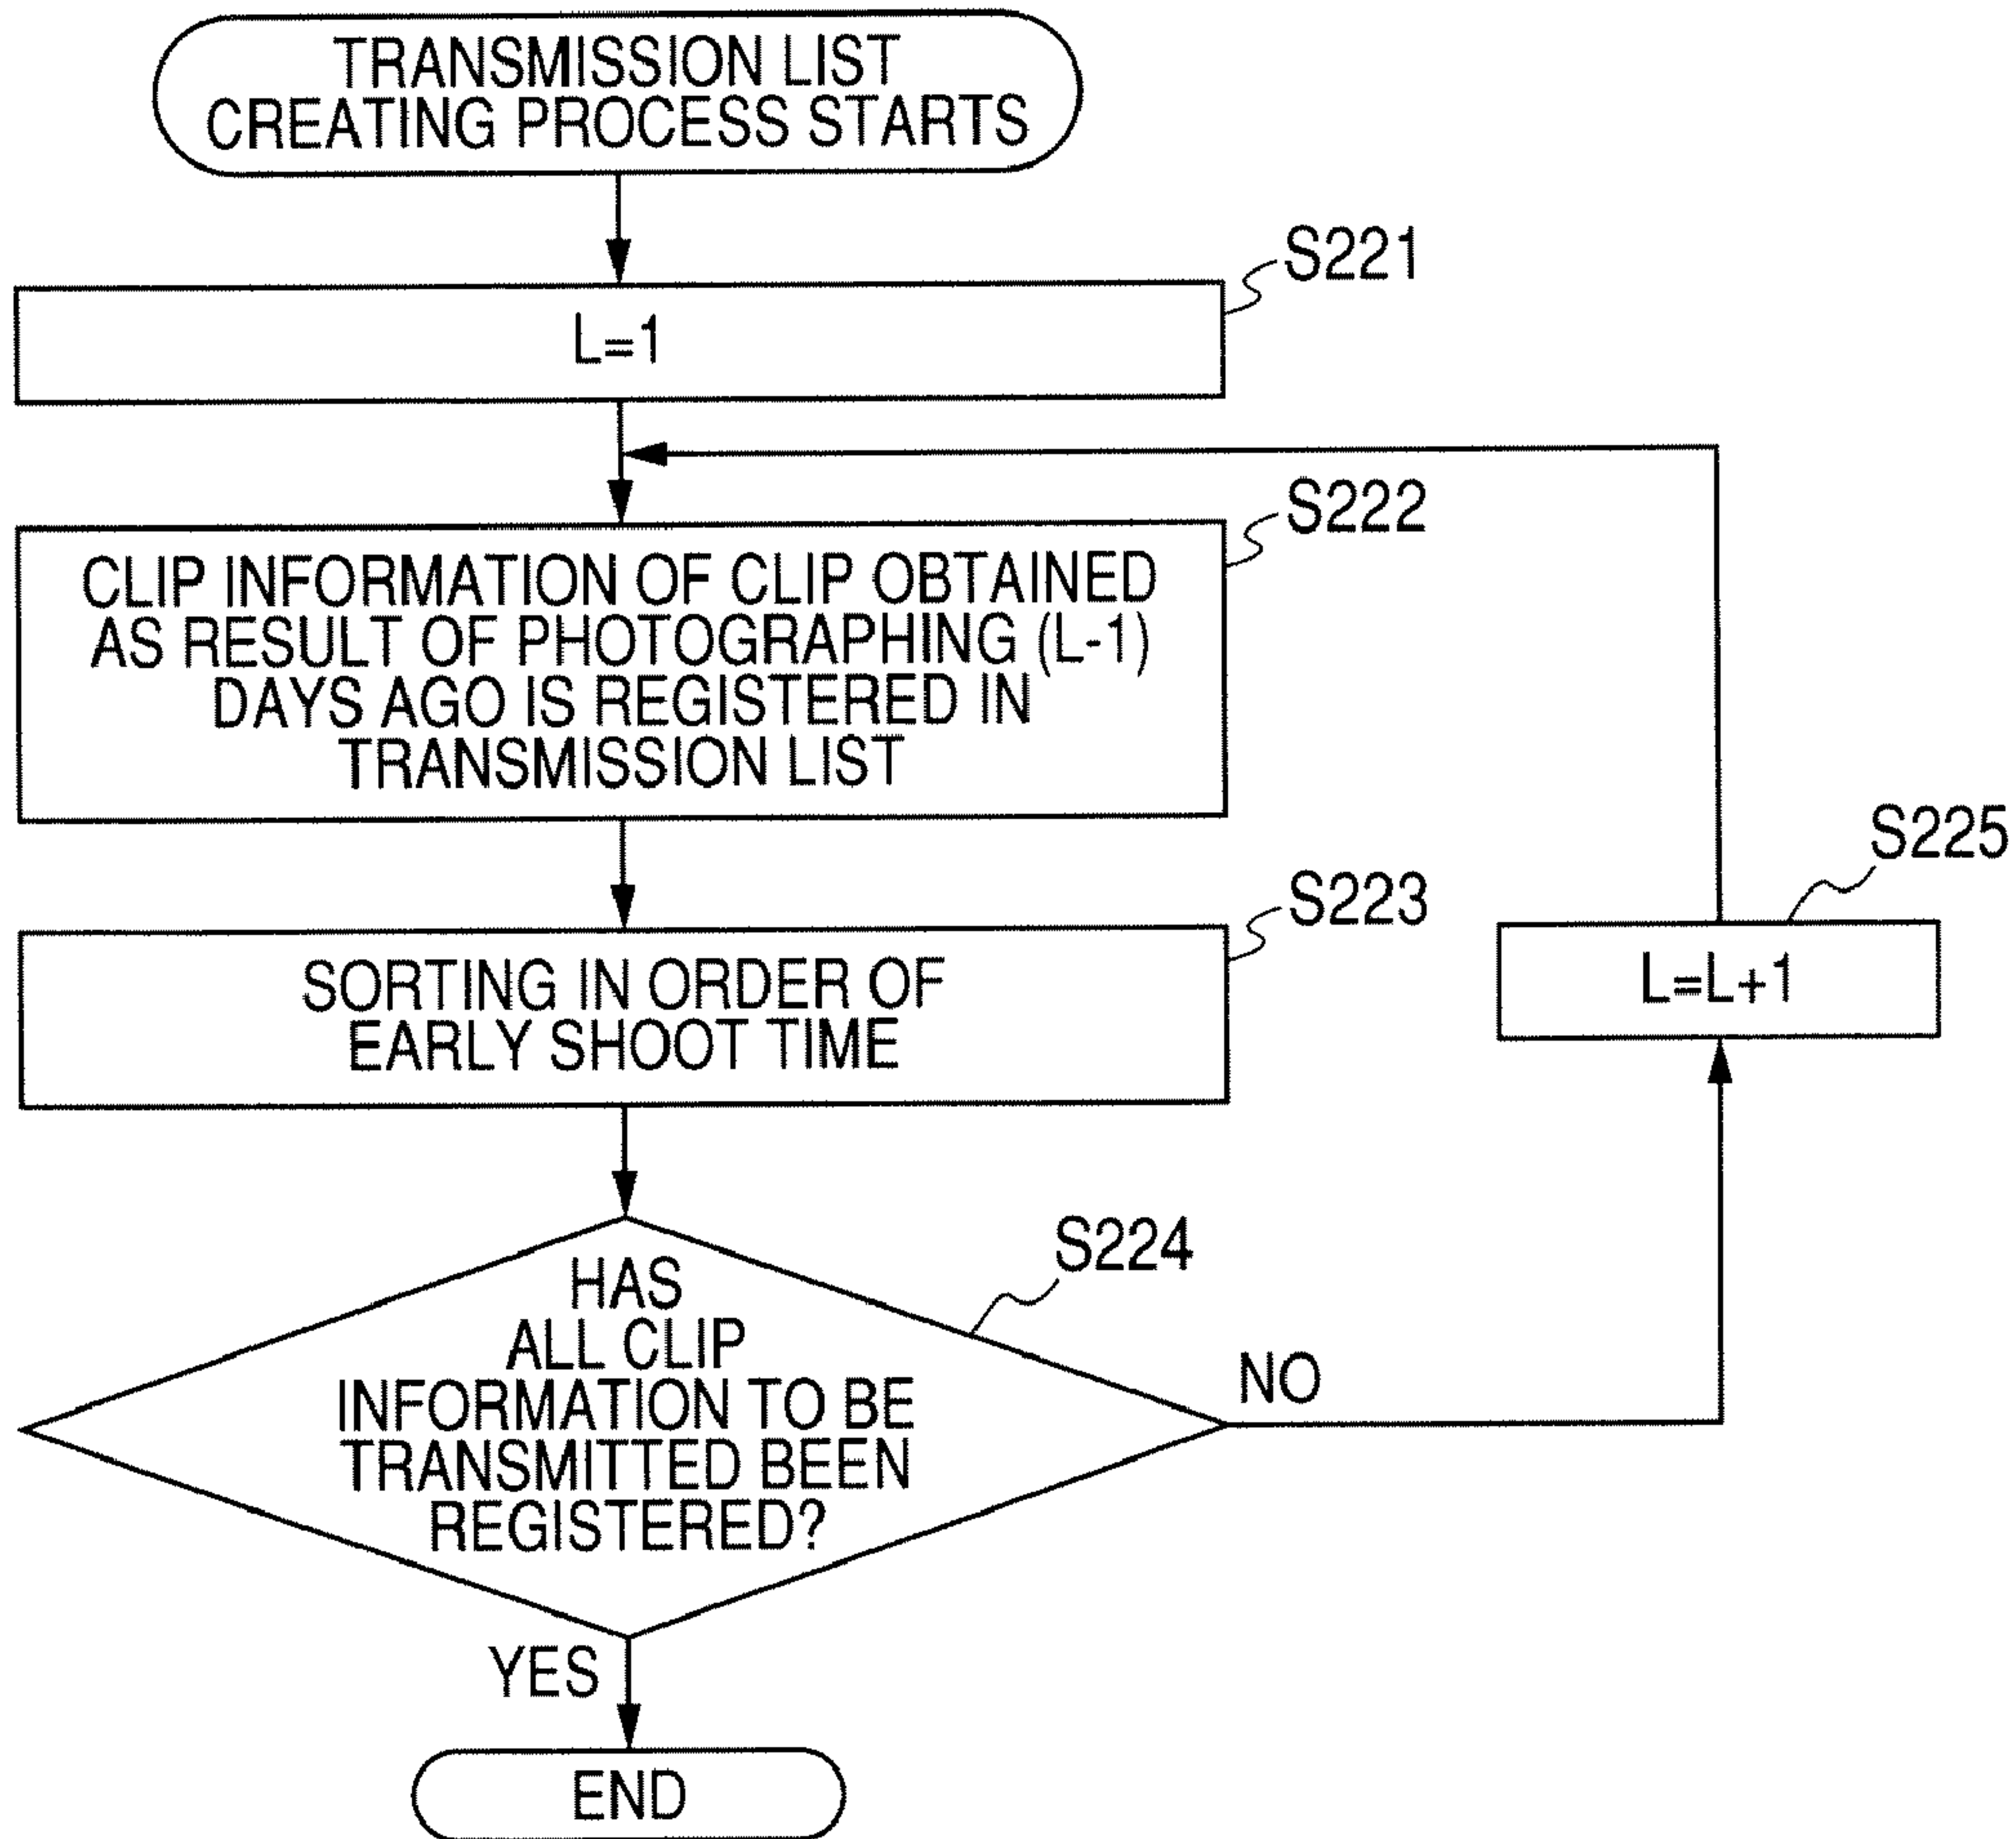 TRANSMISSION LIST
CREATING PROCESS STARTS
S221
L=1
S222
CLIP INFORMATION OF CLIP OBTAINED
AS RESULT OF PHOTOGRAPHING (L-1)
DAYS AGO IS REGISTERED IN
TRANSMISSION LIST
S225
L=L+1
S223
SORTING IN ORDER OF
EARLY SHOOT TIME
S224
HAS
ALL CLIP
INFORMATION TO BE
TRANSMITTED BEEN
REGISTERED?
NO
YES
END